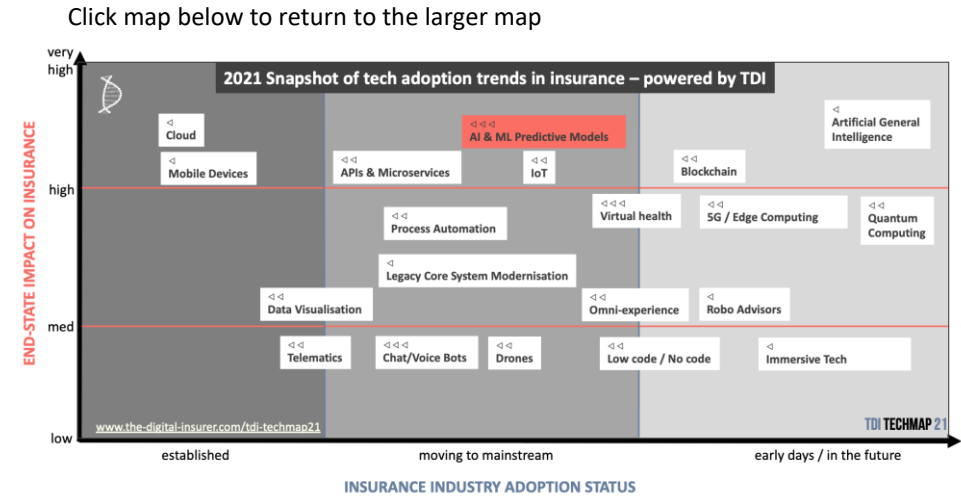 Click map below to return to the larger map
very
high
2021 Snapshot of tech adoption trends in insurance – powered by TDI
Cloud
Mobile Devices
APIs & Microservices
AI & ML Predictive Models
IoT
Blockchain
Artificial General
Intelligence
high
Process Automation
Virtual health
5G / Edge Computing
Quantum
Computing
Legacy Core System Modernisation
Data Visualisation
Omni-experience
Robo Advisors
med
Telematics
Chat/Voice Bots
Drones
Low code / No code
Immersive Tech
www.the-digital-insurer.com/tdi-techmap21
TDI TECHMAP 21
low
END-STATE IMPACT ON INSURANCE
established
moving to mainstream
early days / in the future
INSURANCE INDUSTRY ADOPTION STATUS